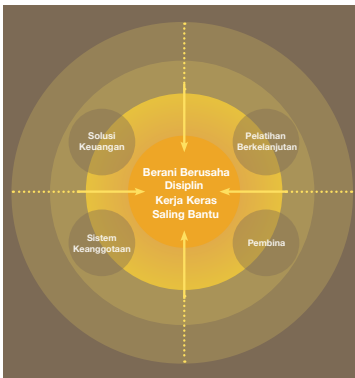 Solusi
Keuangan
Pelatihan
Berkelanjutan
Berani Berusaha
Disiplin
Kerja Keras
Saling Bantu
Sistem
Keanggotaan
Pembina